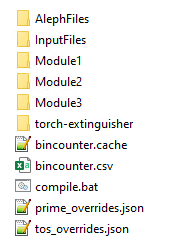 AlephFiles
InputFiles
Module1
Module2
Module3
torch-extinguisher
bincounter.cache
bincounter.csv
compile.bat
prime_overrides.json
tos_overrides.json